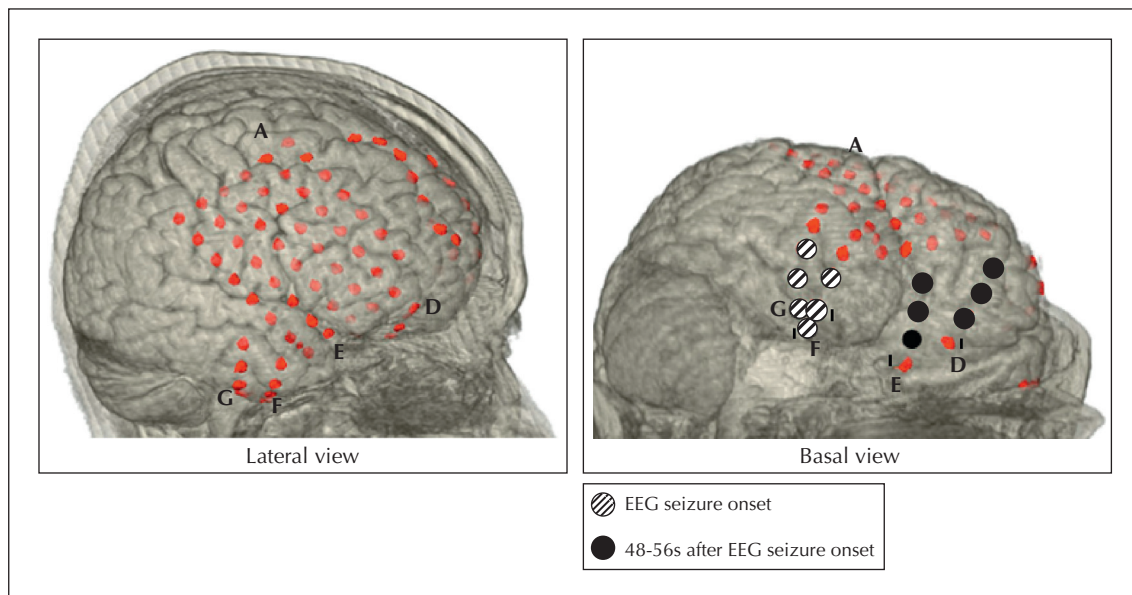 A
D
E
G
F
Lateral view
A
G
I
I
F
I
I
D
E
Basal view
EEG seizure onset
48-56s after EEG seizure onset